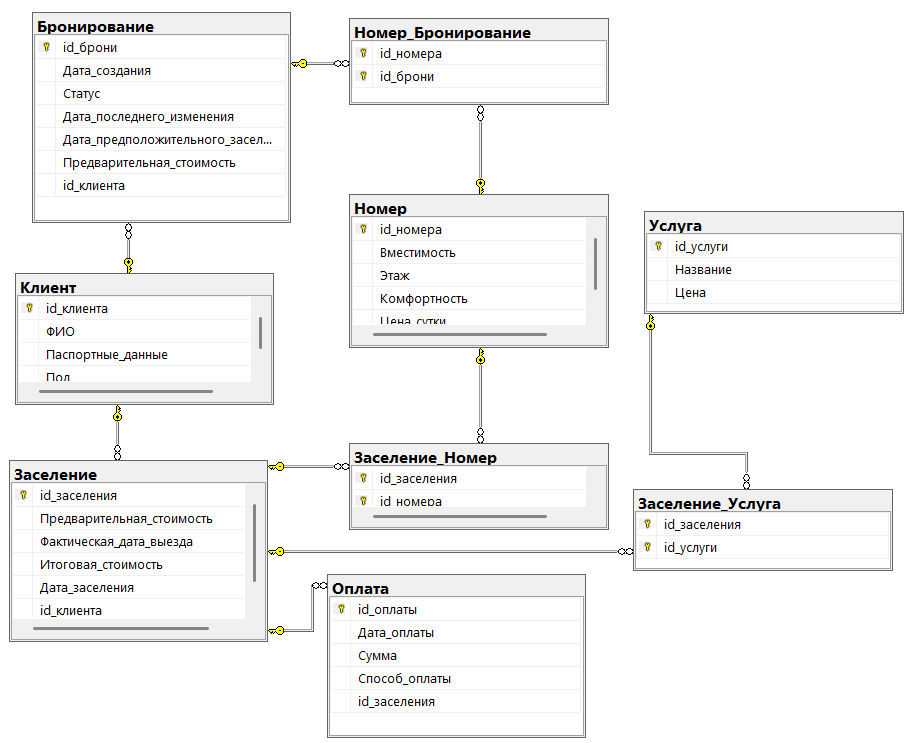 Бронирование
id_брони
Дата_создания
Статус
Дата_последнего_изменения
Дата_предположительного_засел...
Предварительная_стоимость
id_клиента
Номер_Бронирование
id_номера
id_брони
Номер
id_номера
Вместимость
Этаж
Комфортность
Цена_сутки
Услуга
id_услуги
Название
Цена
Клиент
id_клиента
ФИО
Паспортные_данные
Пол
Заселение
id_заселения
Предварительная_стоимость
Фактическая_дата_выезда
Итоговая_стоимость
Дата_заселения
id_клиента
Заселение_Номер
id_заселения
id_номера
Заселение_Услуга
id_заселения
id_услуги
Оплата
id_оплаты
Дата_оплаты
Сумма
Способ_оплаты
id_заселения